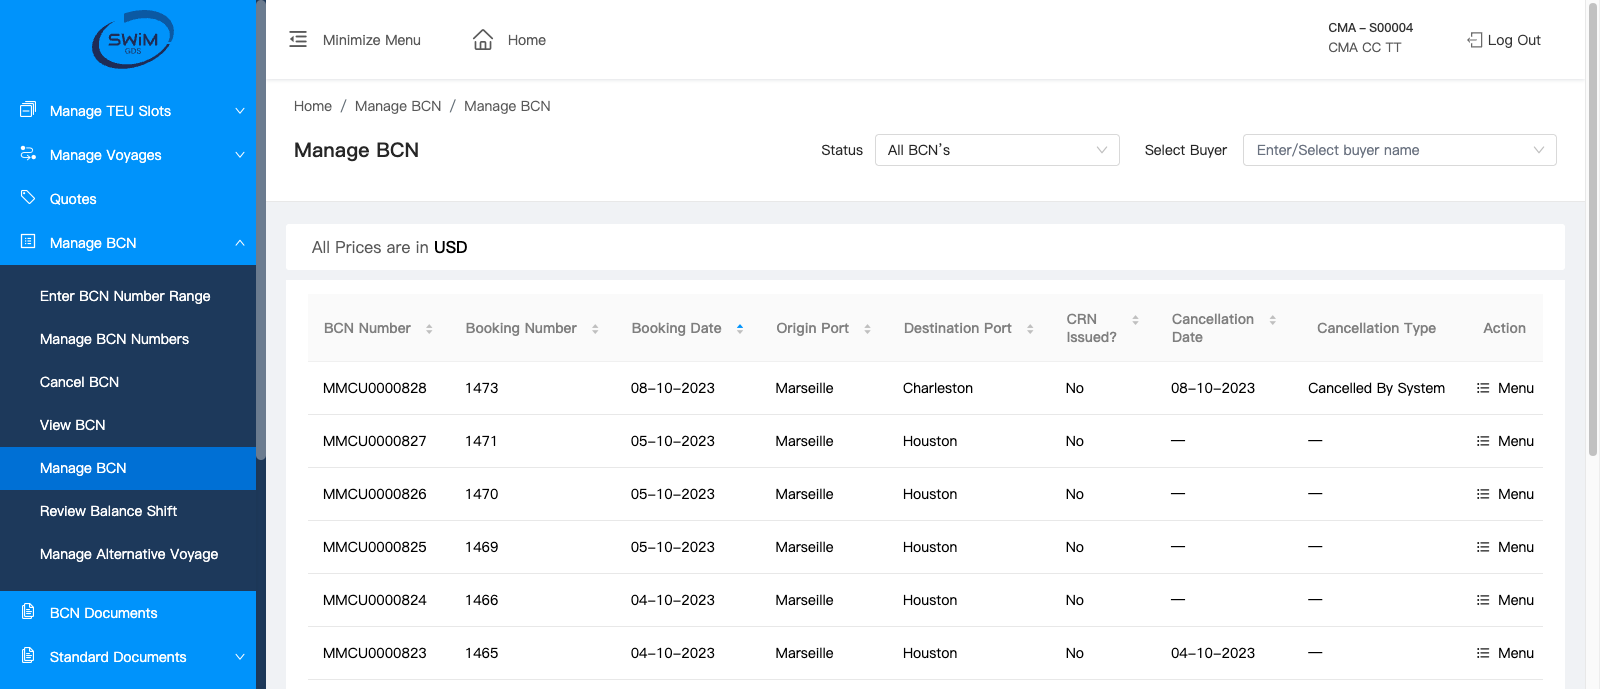 SWiM
GDS
Manage TEU Slots
Manage Voyages
Quotes
Manage BCN
Enter BCN Number Range
Manage BCN Numbers
Cancel BCN
View BCN
Manage BCN
Review Balance Shift
Manage Alternative Voyage
BCN Documents
Standard Documents
Minimize Menu Home
CMA – S00004
CMA CC TT
Log Out
Home / Manage BCN / Manage BCN
Manage BCN
Status All BCN's Select Buyer Enter/Select buyer name
All Prices are in USD
BCN Number Booking Number Booking Date Origin Port Destination Port CRN Issued? Cancellation Date Cancellation Type Action
MMCU0000828 1473 08-10-2023 Marseille Charleston No 08-10-2023 Cancelled By System Menu
MMCU0000827 1471 05-10-2023 Marseille Houston No — — Menu
MMCU0000826 1470 05-10-2023 Marseille Houston No — — Menu
MMCU0000825 1469 05-10-2023 Marseille Houston No — — Menu
MMCU0000824 1466 04-10-2023 Marseille Houston No — — Menu
MMCU0000823 1465 04-10-2023 Marseille Houston No 04-10-2023 — Menu